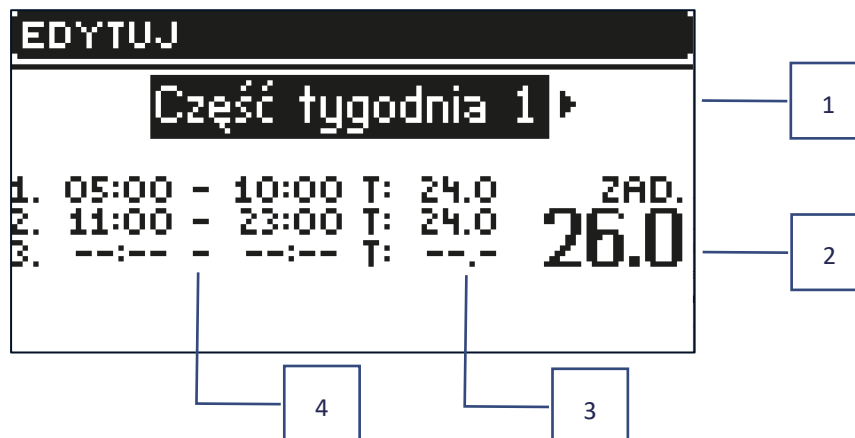 EDYTUJ
Część tygodnia 1
1
1. 05:00 - 10:00 T: 24.0 ZAD.
2. 11:00 - 23:00 T: 24.0 26.0
3. --:-- - --:-- T: --.-
2
4
3